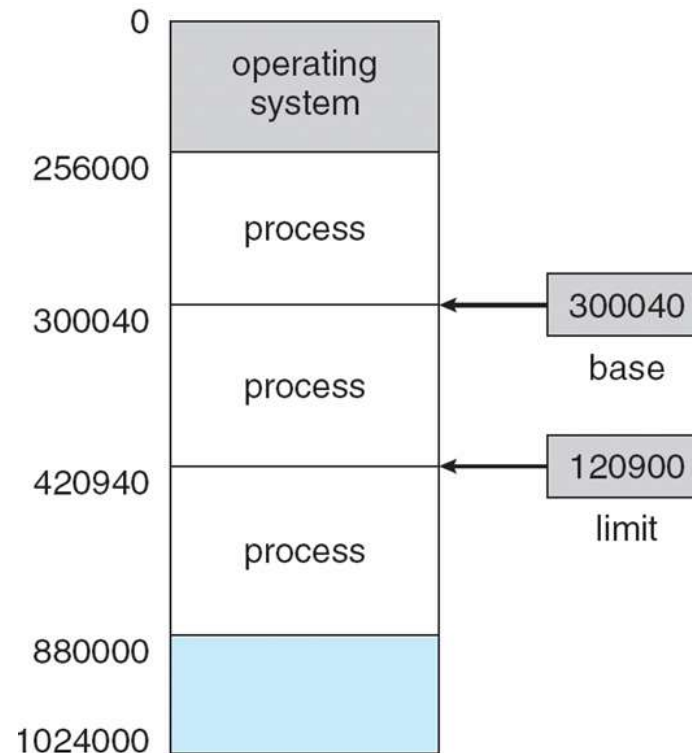 0
operating
system
256000
process
300040
300040
base
process
420940
120900
limit
process
880000
1024000